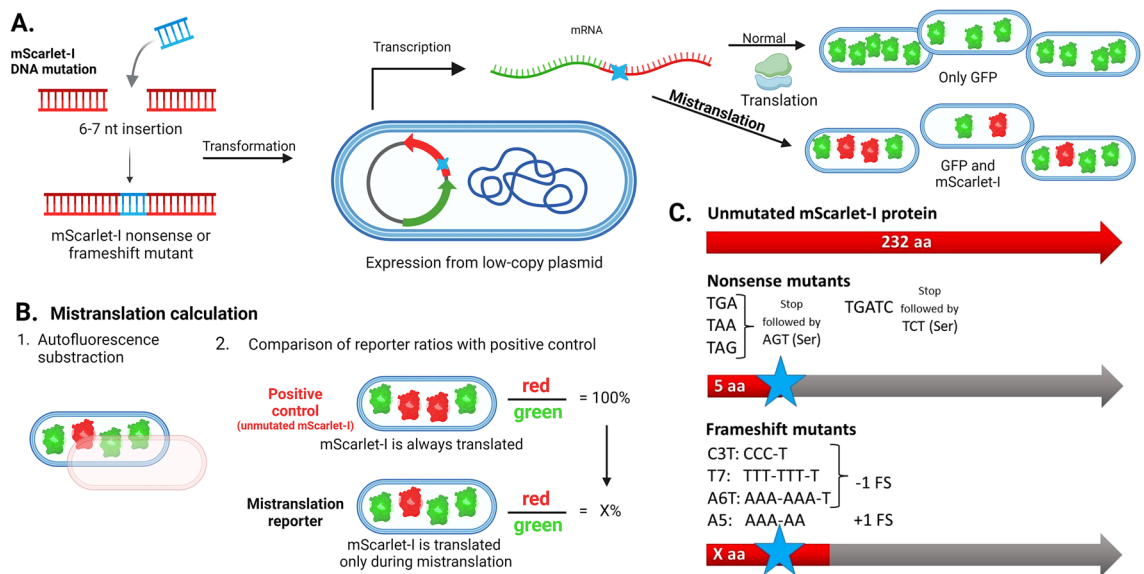 A.
mScarlet-I
DNA mutation
6-7 nt insertion
mScarlet-I nonsense or
frameshift mutant
Transformation
Transcription
mRNA
Expression from low-copy plasmid
Normal
Translation
Mistranslation
Only GFP
GFP and
mScarlet-I
B. Mistranslation calculation
1. Autofluorescence
substraction
2. Comparison of reporter ratios with positive control
Positive
control
(unmutated mScarlet-I)
red
green
= 100%
mScarlet-I is always translated
Mistranslation
reporter
red
green
= X%
mScarlet-I is translated
only during mistranslation
C. Unmutated mScarlet-I protein
232 aa
Nonsense mutants
TGA
TAA
TAG
Stop
followed by
AGT (Ser)
TGATC
Stop
followed by
TCT (Ser)
5 aa
Frameshift mutants
C3T: CCC-T
T7: TTT-TTT-T
A6T: AAA-AAA-T
-1 FS
A5: AAA-AA
+1 FS
X aa